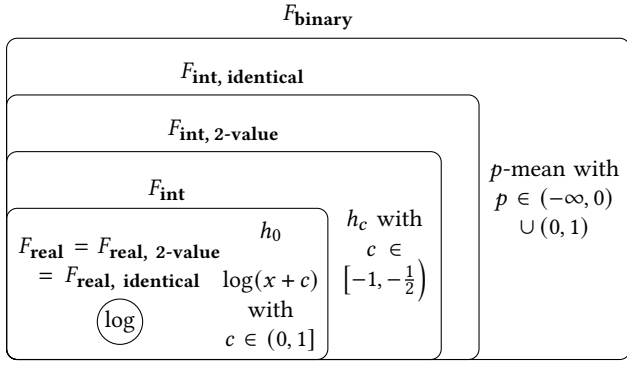 F_binary
F_int, identical
F_int, 2-value
F_int
F_real = F_real, 2-value
= F_real, identical
log
h_0
log(x + c)
with
c ∈ (0, 1]
h_c with
c ∈
[−1, −1/2)
p-mean with
p ∈ (−∞, 0)
∪ (0, 1)